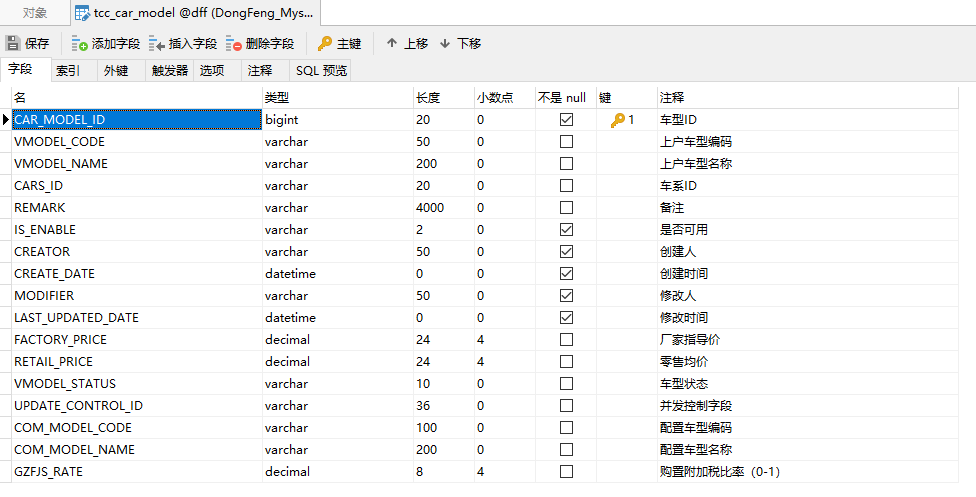 对象 tcc_car_model @dff (DongFeng_Mys...
保存 添加字段 插入字段 删除字段 主键 上移 下移
字段 索引 外键 触发器 选项 注释 SQL 预览
名 类型 长度 小数点 不是 null 键 注释
CAR_MODEL_ID bigint 20 0 1 车型ID
VMODEL_CODE varchar 50 0 上户车型编码
VMODEL_NAME varchar 200 0 上户车型名称
CARS_ID varchar 20 0 车系ID
REMARK varchar 4000 0 备注
IS_ENABLE varchar 2 0 是否可用
CREATOR varchar 50 0 创建人
CREATE_DATE datetime 0 0 创建时间
MODIFIER varchar 50 0 修改人
LAST_UPDATED_DATE datetime 0 0 修改时间
FACTORY_PRICE decimal 24 4 厂家指导价
RETAIL_PRICE decimal 24 4 零售均价
VMODEL_STATUS varchar 10 0 车型状态
UPDATE_CONTROL_ID varchar 36 0 并发控制字段
COM_MODEL_CODE varchar 100 0 配置车型编码
COM_MODEL_NAME varchar 200 0 配置车型名称
GZFJS_RATE decimal 8 4 购置附加税比率（0-1）